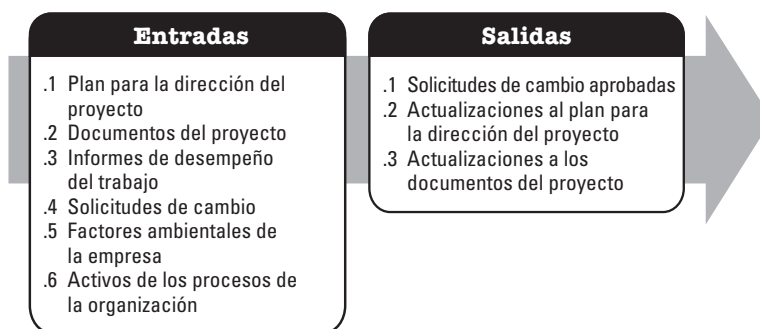 Entradas
.1 Plan para la dirección del
proyecto
.2 Documentos del proyecto
.3 Informes de desempeño
del trabajo
.4 Solicitudes de cambio
.5 Factores ambientales de
la empresa
.6 Activos de los procesos de
la organización
Salidas
.1 Solicitudes de cambio aprobadas
.2 Actualizaciones al plan para
la dirección del proyecto
.3 Actualizaciones a los
documentos del proyecto